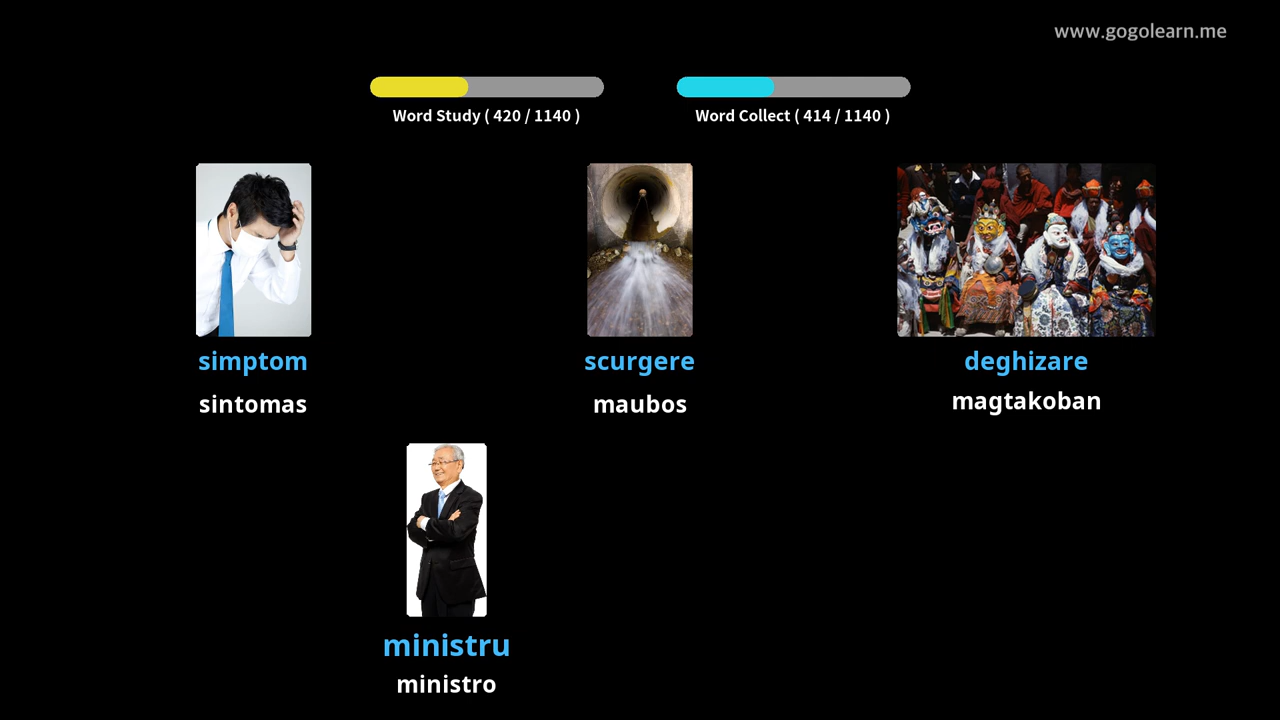 www.gogolearn.me
Word Study ( 420 / 1140 )
Word Collect ( 414 / 1140 )
simptom
sintomas
scurgere
maubos
deghizare
magtakoban
ministru
ministro